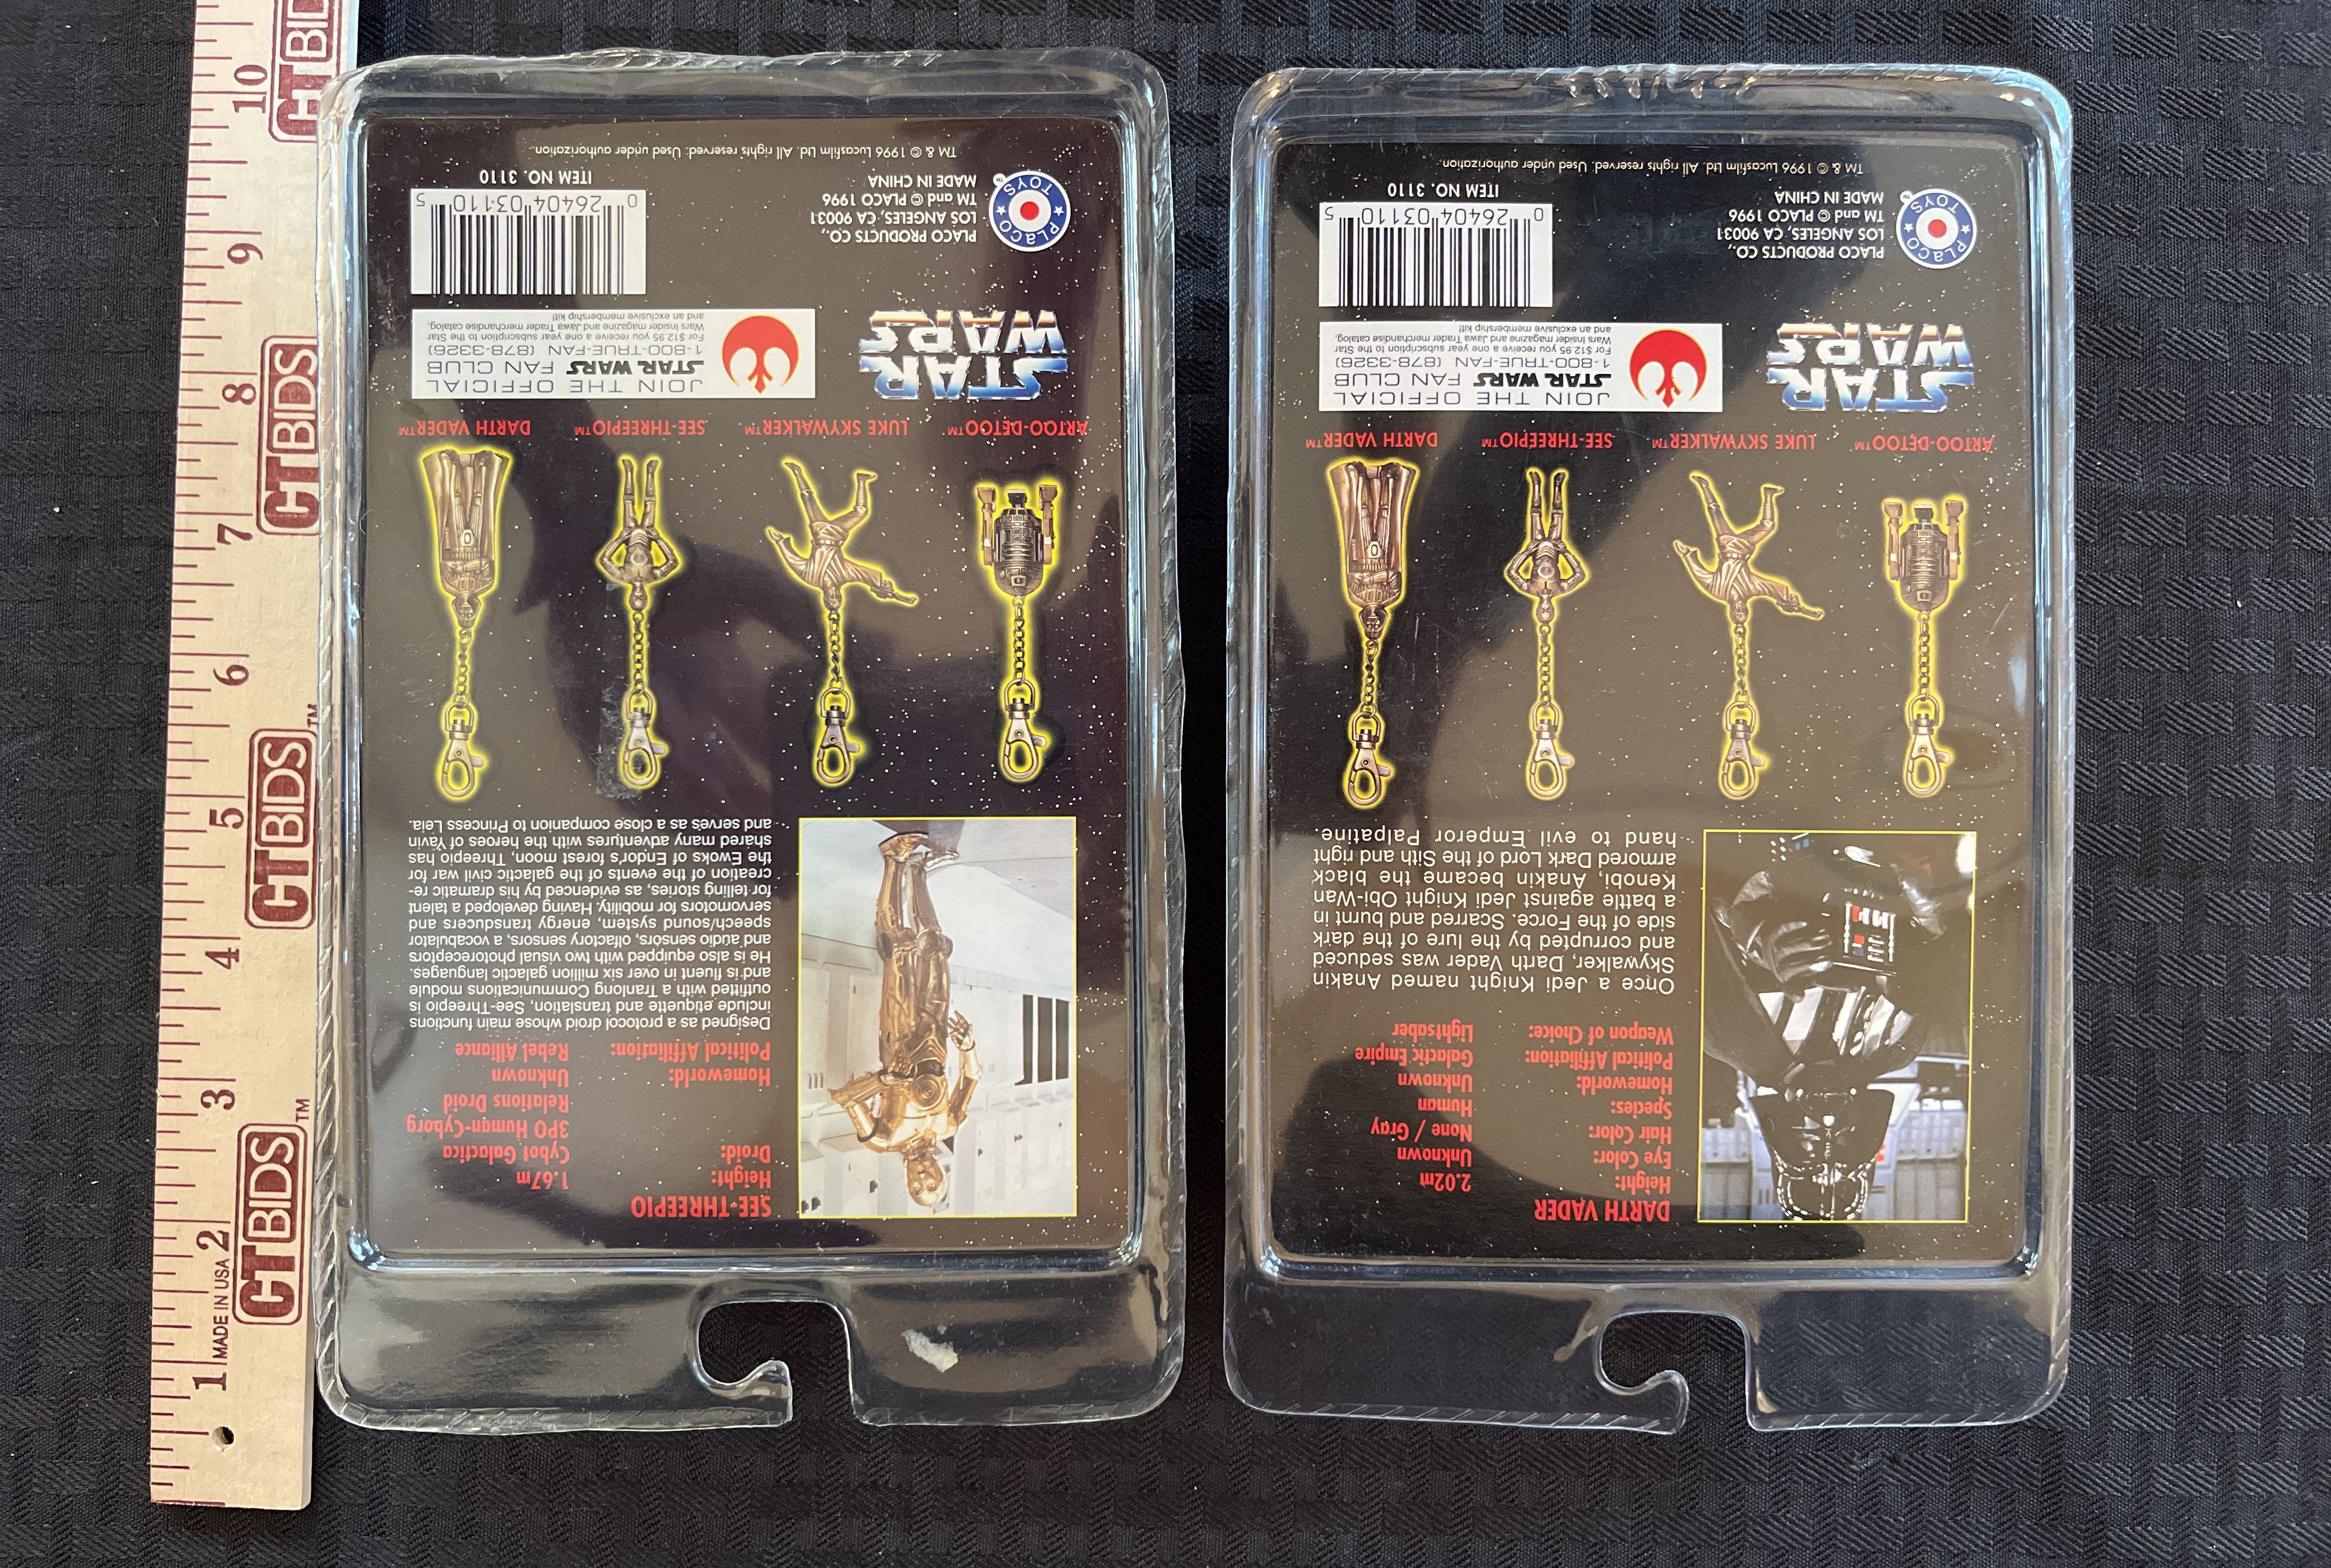 SEE-THREEPIO
Height: 1.67m
Droid: Cybot Galactica
3PO Human-Cyborg
Relations Droid
Homeworld: Unknown
Political Affiliation: Rebel Alliance
Designed as a protocol droid whose main functions
include etiquette and translation, See-Threepio is
outfitted with a Tranlong Communications module
and is fluent in over six million galactic languages.
He is also equipped with two visual photoreceptors
and audio sensors, olfactory sensors, a vocabulator
speech/sound system, energy transducers and
servomotors for mobility. Having developed a talent
for telling stories, as evidenced by his dramatic re-
creation of the events of the galactic civil war for
the Ewoks of Endor's forest moon, Threepio has
shared many adventures with the heroes of Yavin
and serves as a close companion to Princess Leia.
ARTOO-DETOO™ LUKE SKYWALKER™ SEE-THREEPIO™ DARTH VADER™
STAR
WARS
JOIN THE OFFICIAL
STAR WARS FAN CLUB
1-800-TRUE-FAN (878-3326)
For $12.95 you receive a one year subscription to the Star
Wars Insider magazine and Jawa Trader merchandise catalog,
and an exclusive membership kit!
PLACO TOYS™
PLACO PRODUCTS CO.,
LOS ANGELES, CA 90031
TM and © PLACO 1996
MADE IN CHINA
0 26404 03110 5
ITEM NO. 3110
TM & © 1996 Lucasfilm Ltd. All rights reserved. Used under authorization.
DARTH VADER
Height: 2.02m
Eye Color: Unknown
Hair Color: None / Gray
Species: Human
Homeworld: Unknown
Political Affiliation: Galactic Empire
Weapon of Choice: Lightsaber
Once a Jedi Knight named Anakin
Skywalker, Darth Vader was seduced
and corrupted by the lure of the dark
side of the Force. Scarred and burnt in
a battle against Jedi Knight Obi-Wan
Kenobi, Anakin became the black
armored Dark Lord of the Sith and right
hand to evil Emperor Palpatine.
ARTOO-DETOO™ LUKE SKYWALKER™ SEE-THREEPIO™ DARTH VADER™
STAR
WARS
JOIN THE OFFICIAL
STAR WARS FAN CLUB
1-800-TRUE-FAN (878-3326)
For $12.95 you receive a one year subscription to the Star
Wars Insider magazine and Jawa Trader merchandise catalog,
and an exclusive membership kit!
PLACO TOYS™
PLACO PRODUCTS CO.,
LOS ANGELES, CA 90031
TM and © PLACO 1996
MADE IN CHINA
0 26404 03110 5
ITEM NO. 3110
TM & © 1996 Lucasfilm Ltd. All rights reserved. Used under authorization.
1 2 3 4 5 6 7 8 9 10
MADE IN USA
CTBIDS™
CTBIDS™
CTBIDS
CTBI